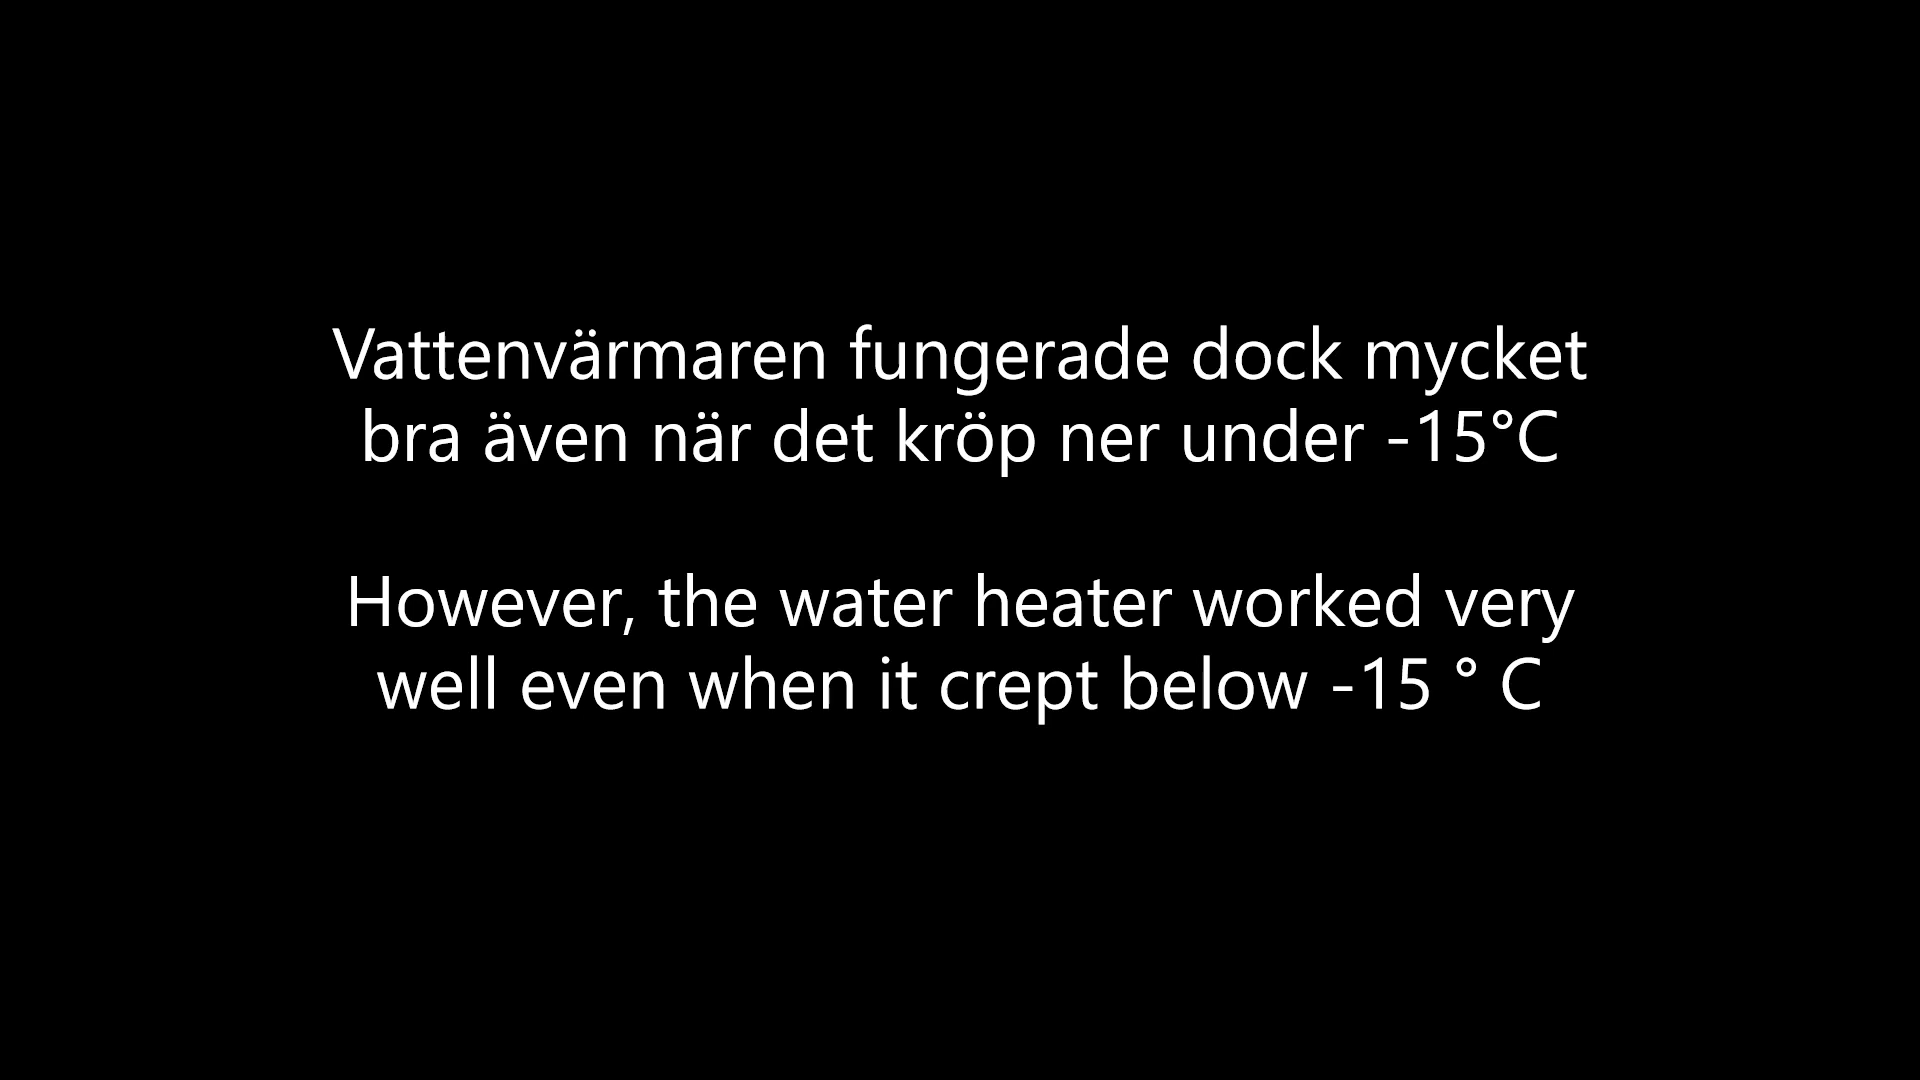 Vattenvärmaren fungerade dock mycket
bra även när det kröp ner under -15°C
However, the water heater worked very
well even when it crept below -15 ° C